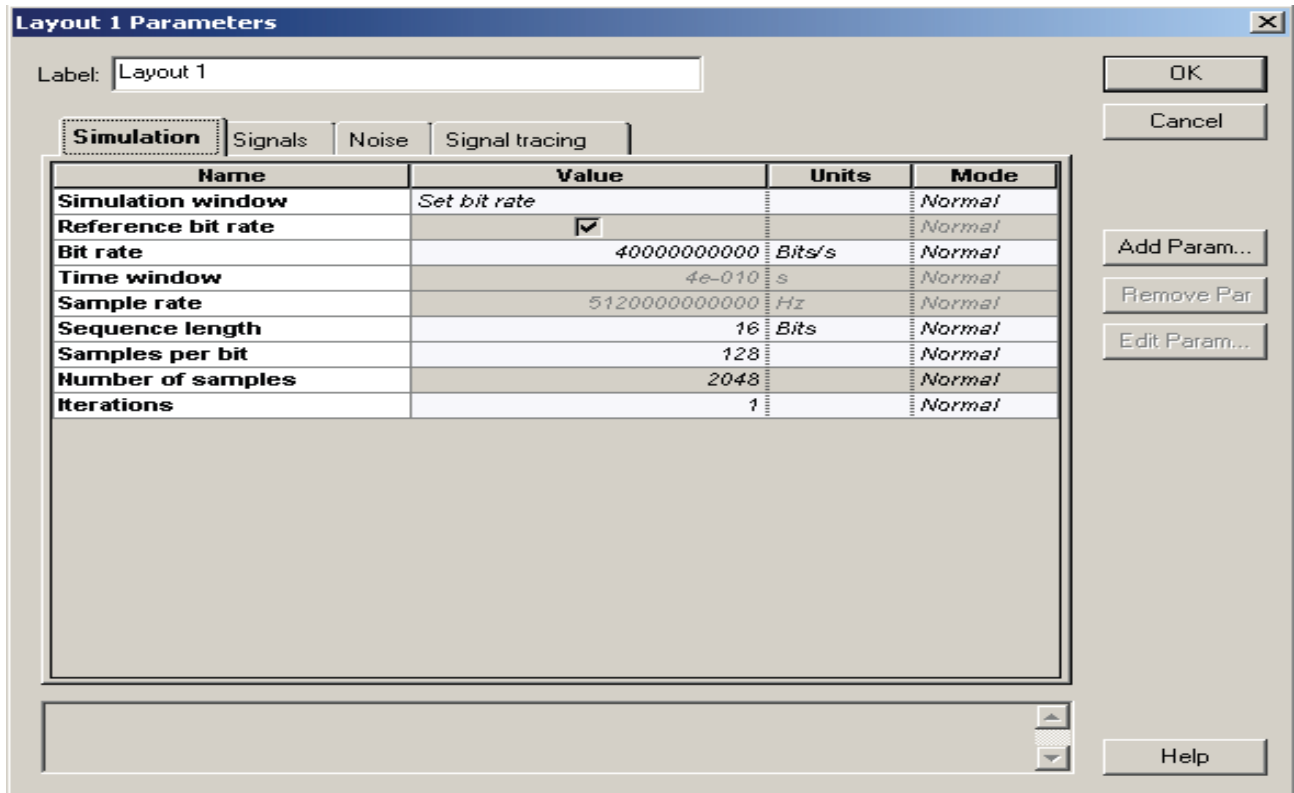 Layout 1 Parameters
Label: Layout 1
OK
Cancel
Simulation Signals Noise Signal tracing
Name Value Units Mode
Simulation window Set bit rate Normal
Reference bit rate Normal
Bit rate 40000000000 Bits/s Normal
Time window 4e-010 s Normal
Sample rate 5120000000000 Hz Normal
Sequence length 16 Bits Normal
Samples per bit 128 Normal
Number of samples 2048 Normal
Iterations 1 Normal
Add Param...
Remove Par
Edit Param...
Help